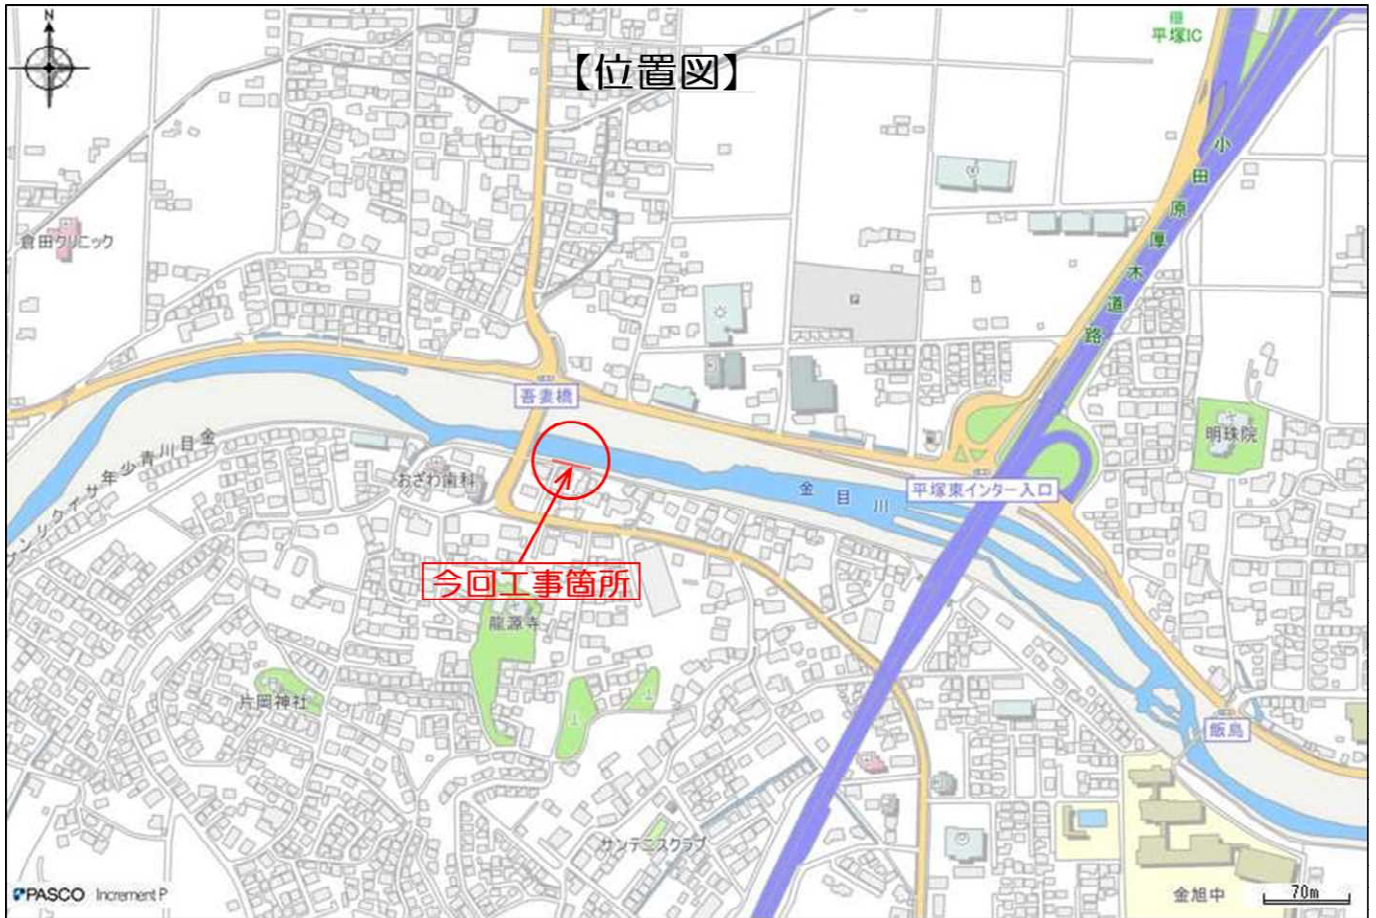 N
【位置図】
平塚IC
小田原厚木道路
倉田クリニック
吾妻橋
明珠院
金目川青少年サイクリン
おざわ歯科
金目川
平塚東インター入口
今回工事箇所
龍源寺
片岡神社
飯島
サンテニスクラブ
金旭中
70m
PASCO Increment P